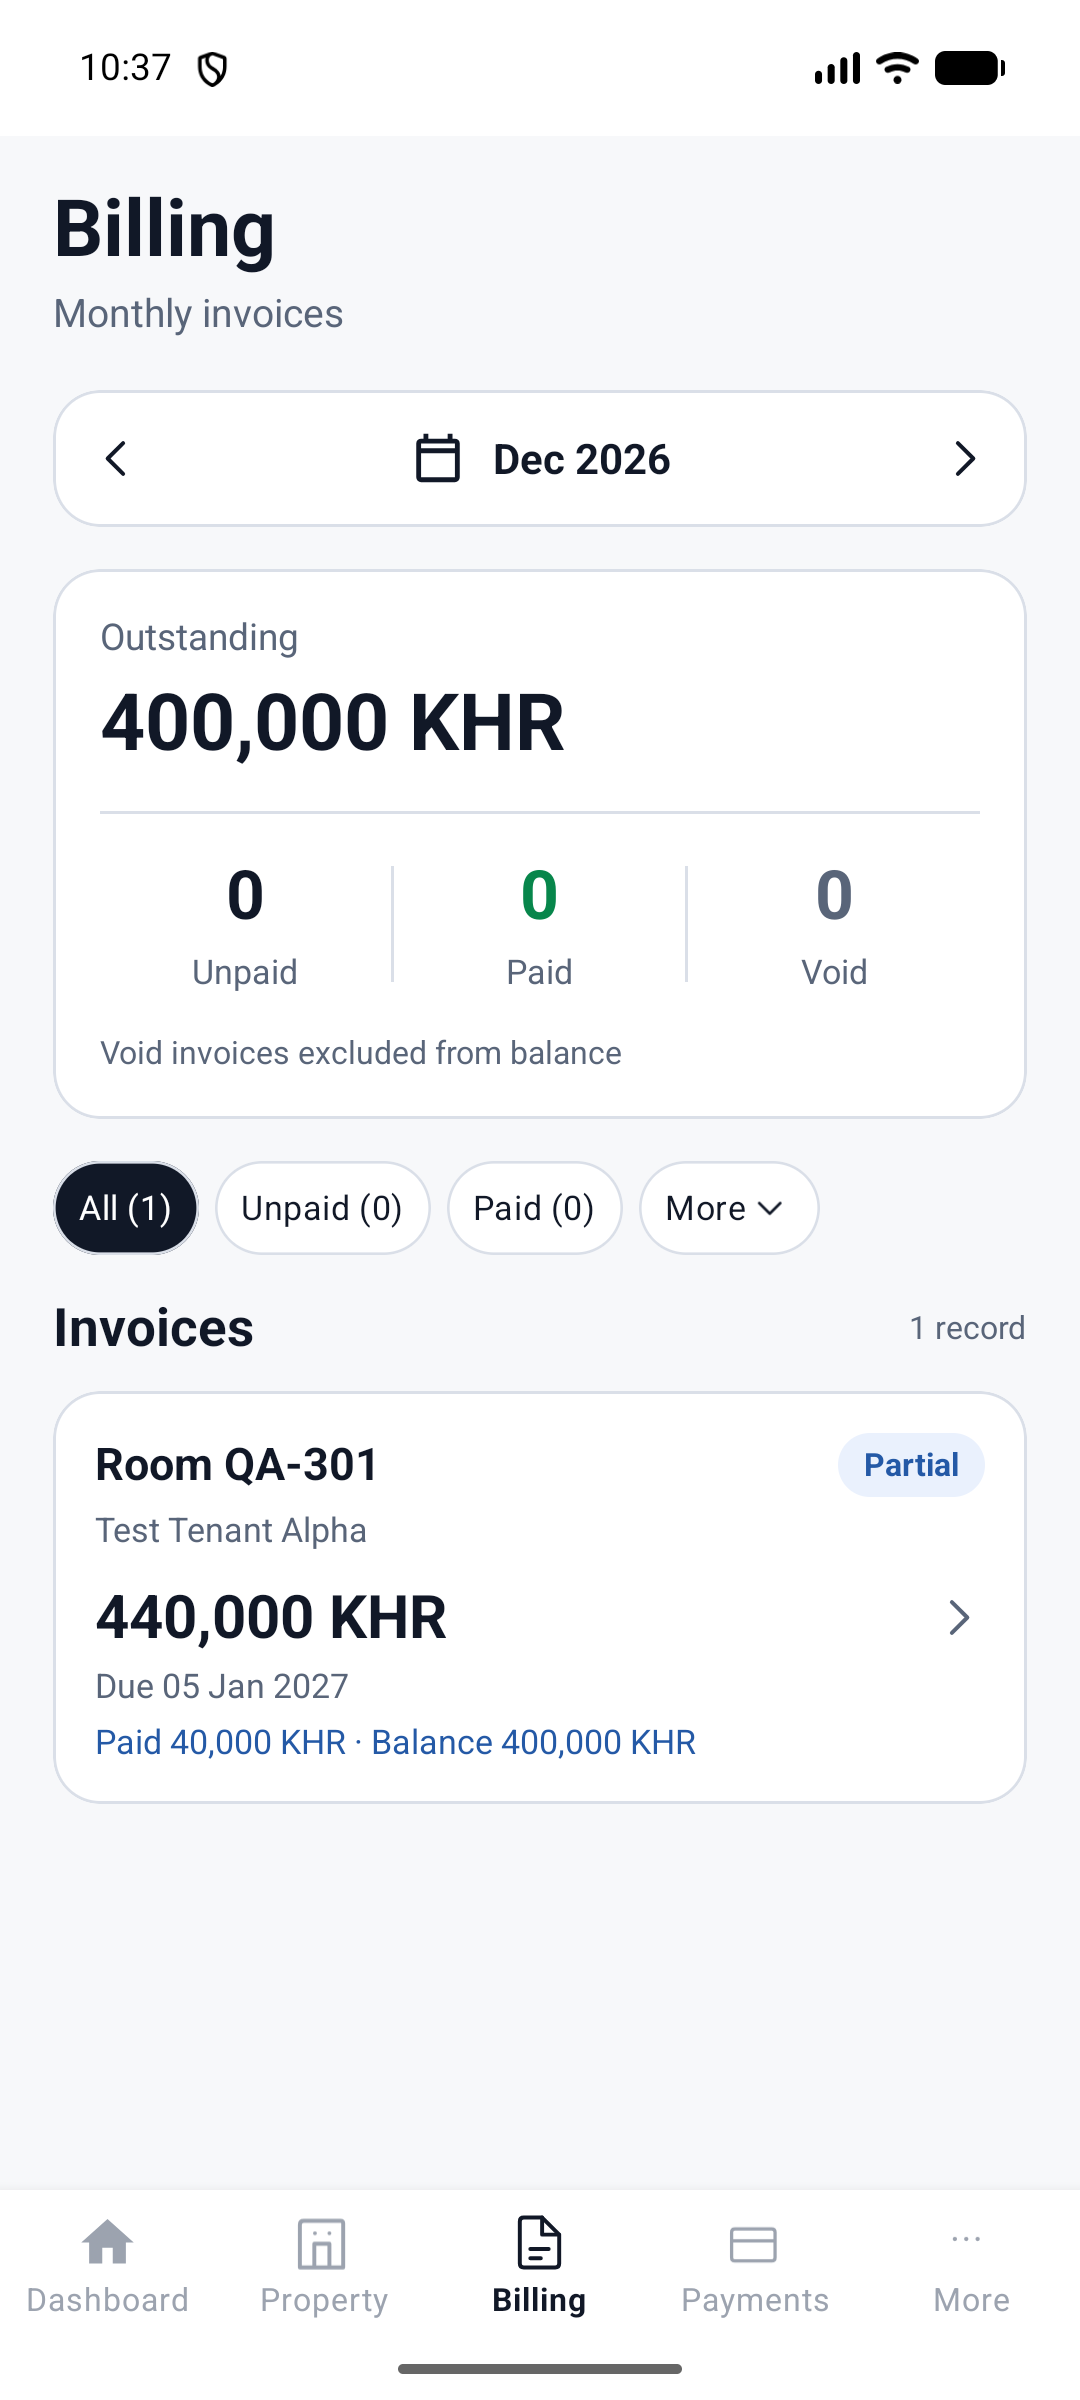 10:37
Billing
Monthly invoices
Dec 2026
Outstanding
400,000 KHR
0 0 0
Unpaid Paid Void
Void invoices excluded from balance
All (1) Unpaid (0) Paid (0) More
Invoices 1 record
Room QA-301 Partial
Test Tenant Alpha
440,000 KHR
Due 05 Jan 2027
Paid 40,000 KHR · Balance 400,000 KHR
Dashboard Property Billing Payments More